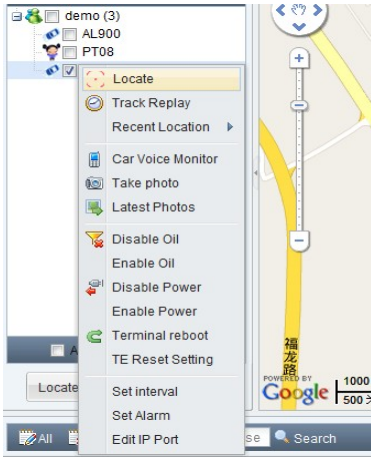 demo (3)
AL900
PT08
Locate
Track Replay
Recent Location
Car Voice Monitor
Take photo
Latest Photos
Disable Oil
Enable Oil
Disable Power
Enable Power
Terminal reboot
TE Reset Setting
Set interval
Set Alarm
Edit IP Port
A
Locate
All
se
Search
福龙路
POWERED BY
Google
1000
500